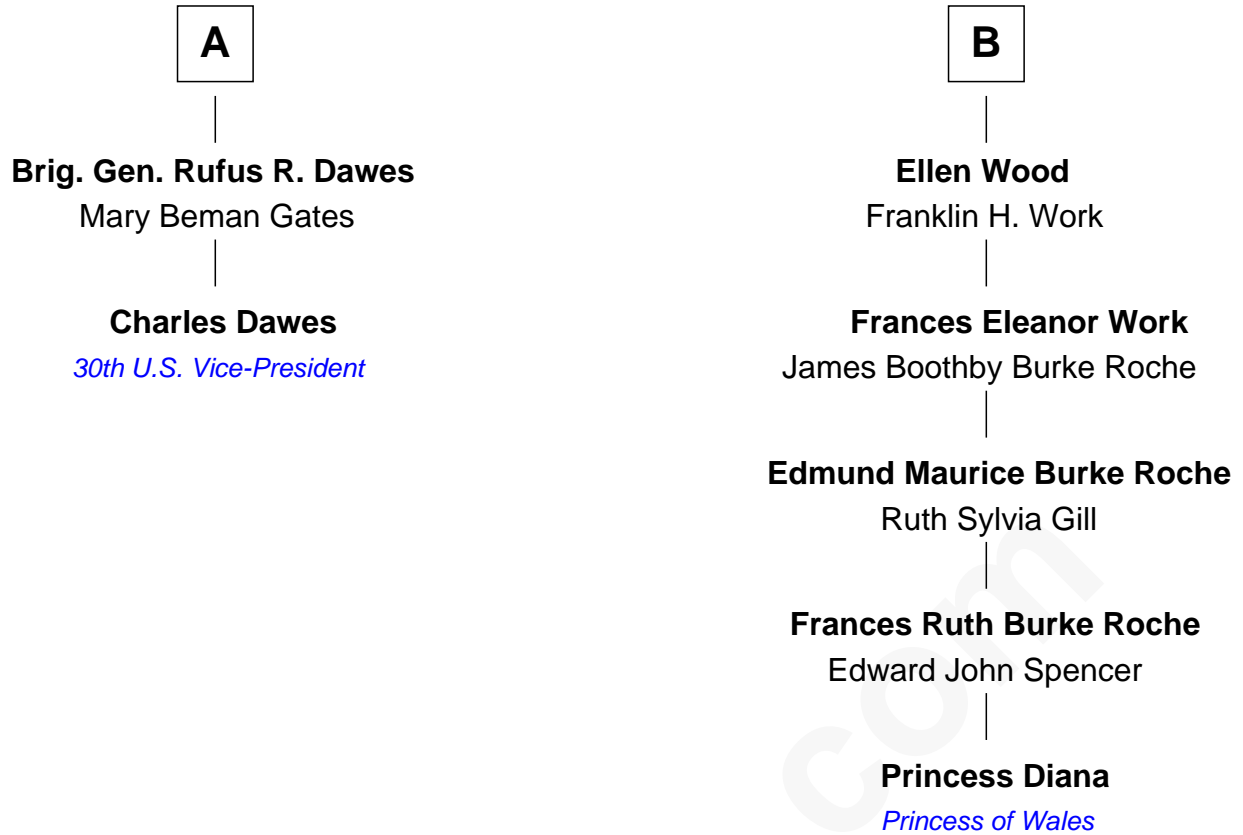 A
Brig. Gen. Rufus R. Dawes
Mary Beman Gates
Charles Dawes
30th U.S. Vice-President
B
Ellen Wood
Franklin H. Work
Frances Eleanor Work
James Boothby Burke Roche
Edmund Maurice Burke Roche
Ruth Sylvia Gill
Frances Ruth Burke Roche
Edward John Spencer
Princess Diana
Princess of Wales
com